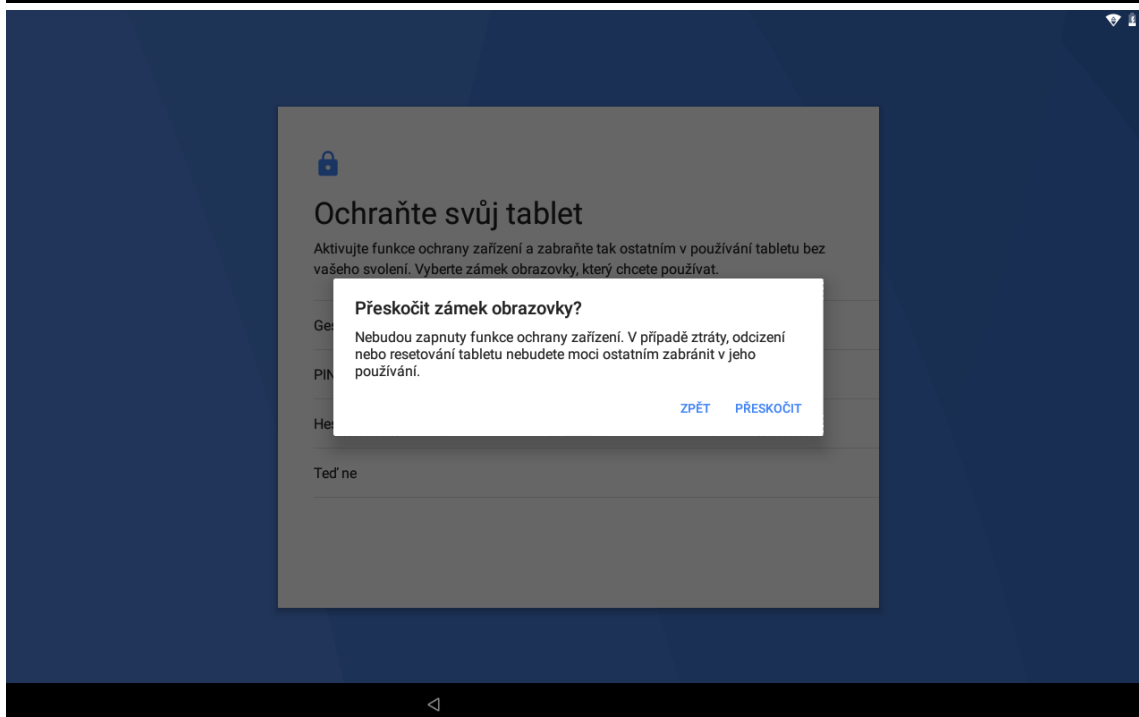 Ochraňte svůj tablet
Aktivujte funkce ochrany zařízení a zabraňte tak ostatním v používání tabletu bez
vašeho svolení. Vyberte zámek obrazovky, který chcete používat.
Přeskočit zámek obrazovky?
Nebudou zapnuty funkce ochrany zařízení. V případě ztráty, odcizení
nebo resetování tabletu nebudete moci ostatním zabránit v jeho
používání.
ZPĚT PŘESKOČIT
PIN
Teď ne